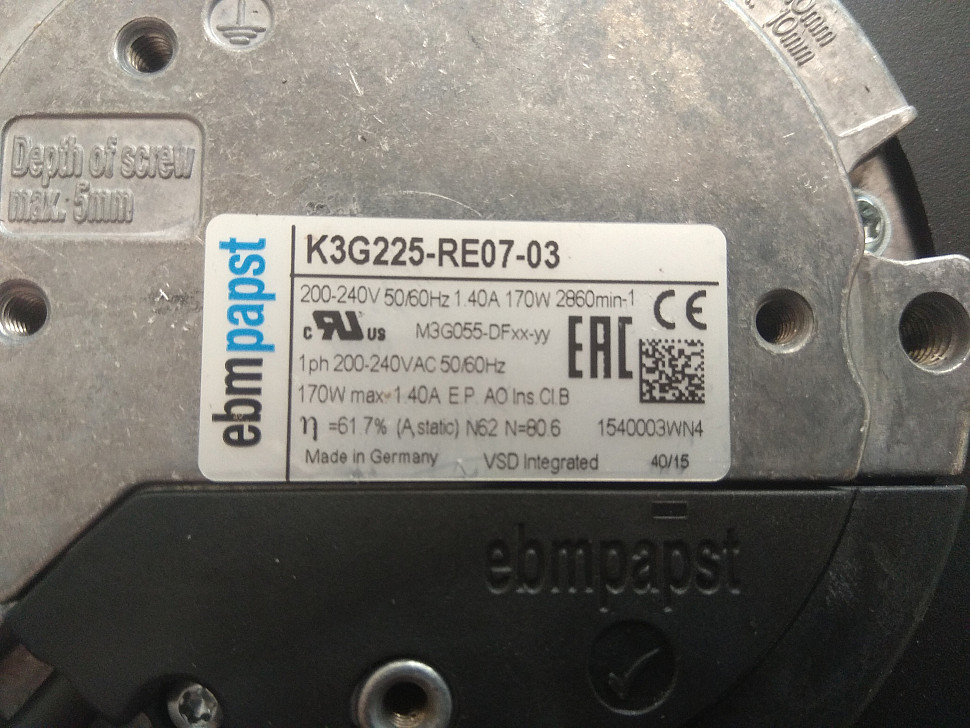 10mm
Depth of screw
max. 5mm
ebmpapst
K3G225-RE07-03
200-240V 50/60Hz 1.40A 170W 2860min-1
CE
c RU US
M3G055-DFxx-yy
EAC
1ph 200-240VAC 50/60Hz
170W max 1.40A E.P. AO Ins.Cl.B
η =61.7% (A,static) N62 N=80.6
1540003WN4
Made in Germany
VSD Integrated
40/15
ebmpapst